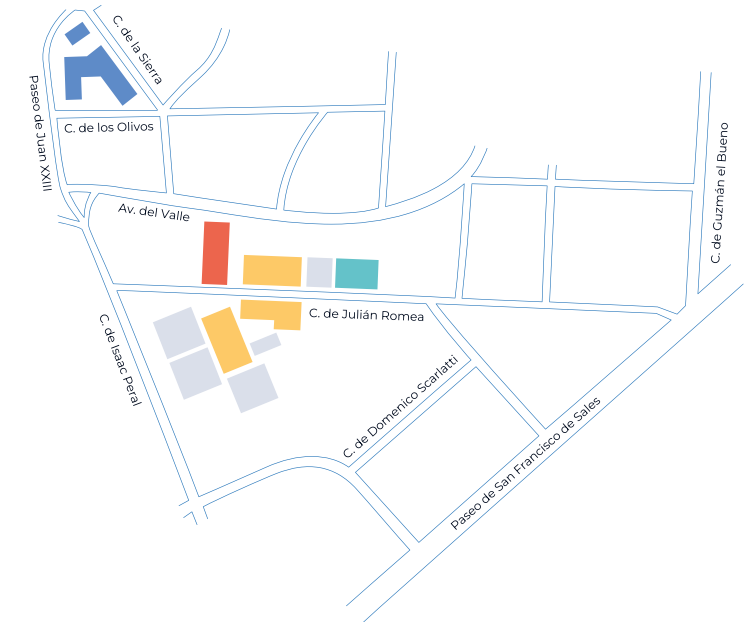 C. de la Sierra
Paseo de Juan XXIII
C. de los Olivos
Av. del Valle
C. de Guzmán el Bueno
C. de Julián Romea
C. de Isaac Peral
C. de Domenico Scarlatti
Paseo de San Francisco de Sales